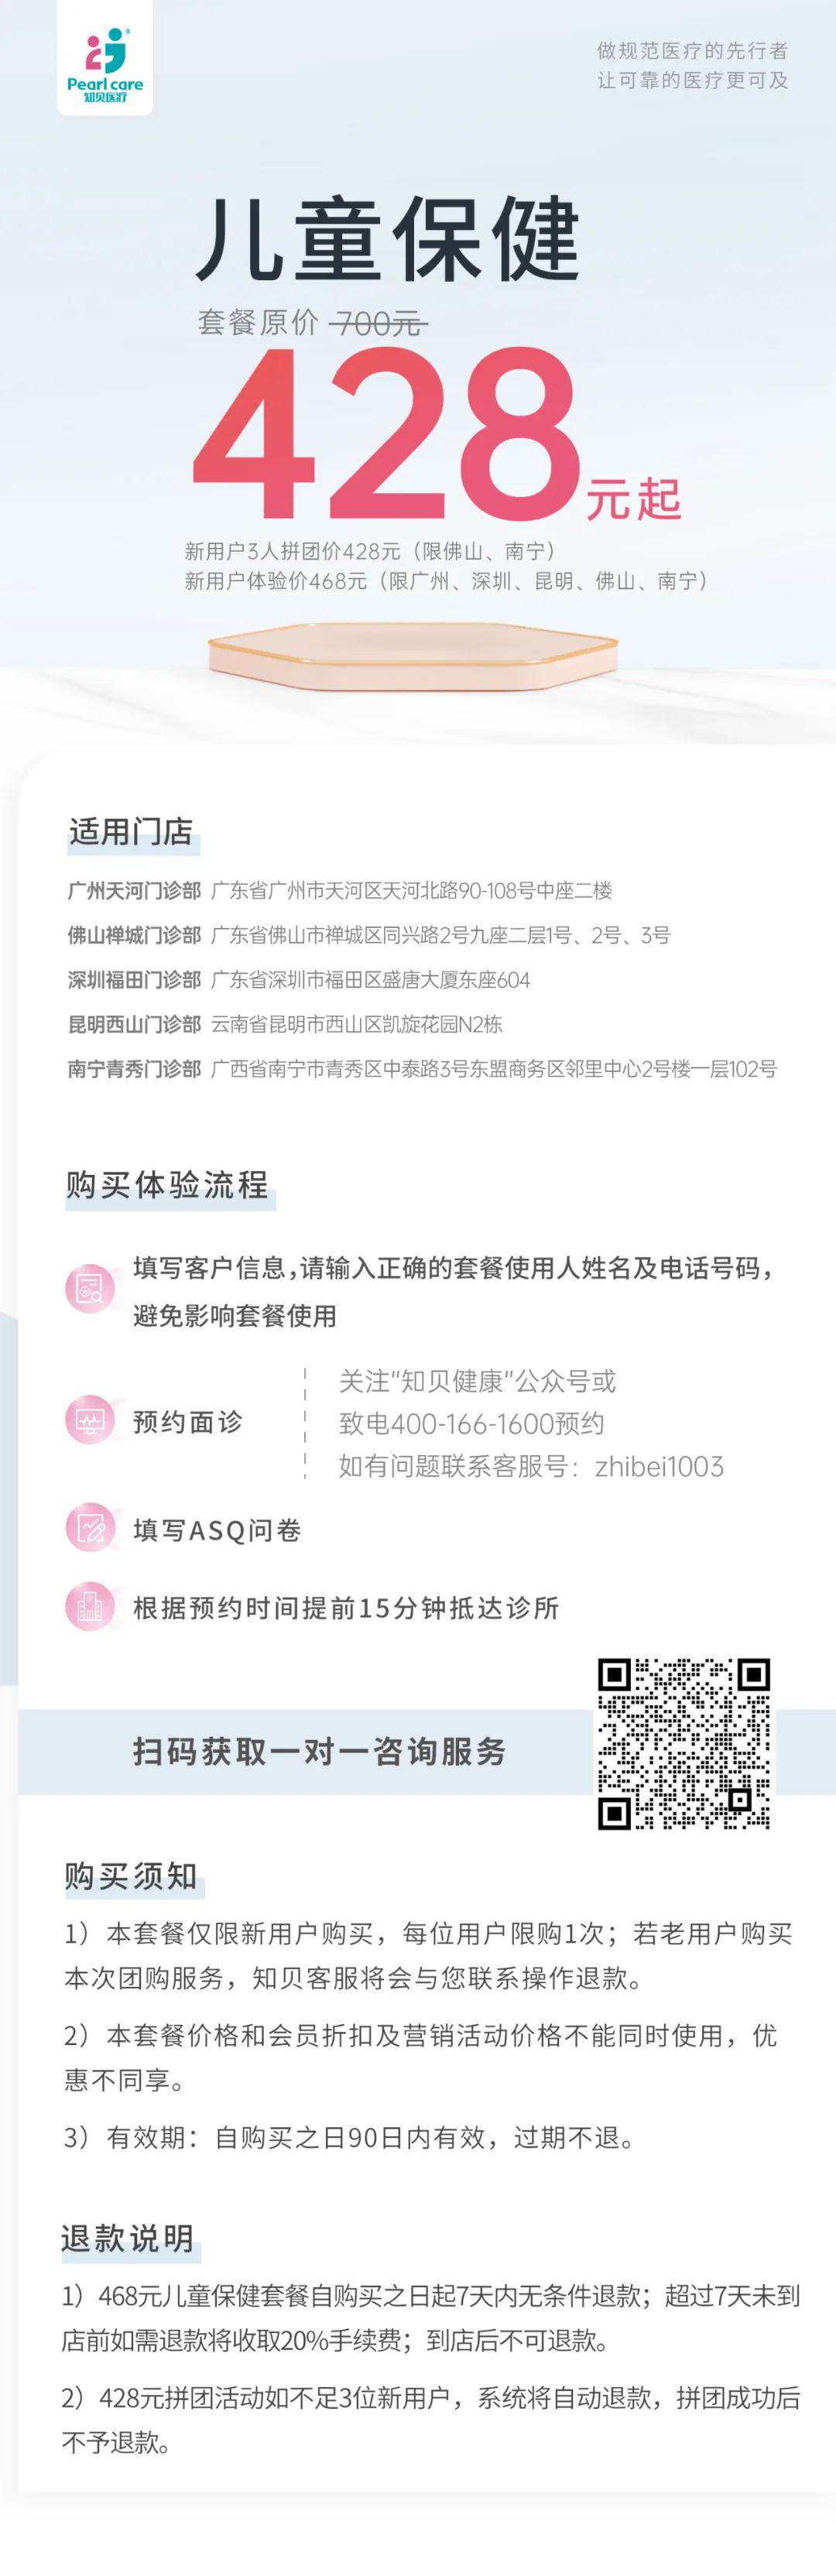 Pearl care
知贝医疗
做规范医疗的先行者
让可靠的医疗更可及
儿童保健
套餐原价 700元
428元起
新用户3人拼团价428元（限佛山、南宁）
新用户体验价468元（限广州、深圳、昆明、佛山、南宁）
适用门店
广州天河门诊部 广东省广州市天河区天河北路90-108号中座二楼
佛山禅城门诊部 广东省佛山市禅城区同兴路2号九座二层1号、2号、3号
深圳福田门诊部 广东省深圳市福田区盛唐大厦东座604
昆明西山门诊部 云南省昆明市西山区凯旋花园N2栋
南宁青秀门诊部 广西省南宁市青秀区中泰路3号东盟商务区邻里中心2号楼一层102号
购买体验流程
填写客户信息，请输入正确的套餐使用人姓名及电话号码，
避免影响套餐使用
预约面诊
关注“知贝健康”公众号或
致电400-166-1600预约
如有问题联系客服号：zhibei1003
填写ASQ问卷
根据预约时间提前15分钟抵达诊所
扫码获取一对一咨询服务
购买须知
1）本套餐仅限新用户购买，每位用户限购1次；若老用户购买
本次团购服务，知贝客服将会与您联系操作退款。
2）本套餐价格和会员折扣及营销活动价格不能同时使用，优
惠不同享。
3）有效期：自购买之日90日内有效，过期不退。
退款说明
1）468元儿童保健套餐自购买之日起7天内无条件退款；超过7天未到
店前如需退款将收取20%手续费；到店后不可退款。
2）428元拼团活动如不足3位新用户，系统将自动退款，拼团成功后
不予退款。